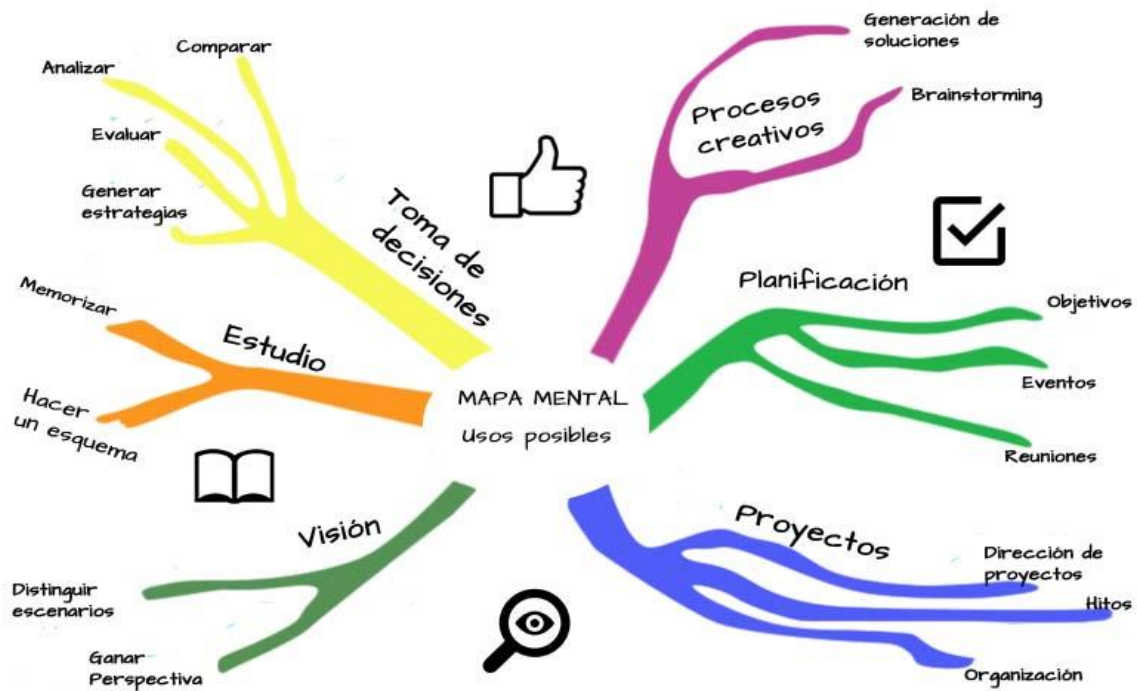 MAPA MENTAL
Usos posibles
Toma de
decisiones
Comparar
Analizar
Evaluar
Generar
estrategias
Estudio
Memorizar
Hacer
un esquema
Visión
Distinguir
escenarios
Ganar
Perspectiva
Procesos
creativos
Generación de
soluciones
Brainstorming
Planificación
Objetivos
Eventos
Reuniones
Proyectos
Dirección de
proyectos
Hitos
Organización